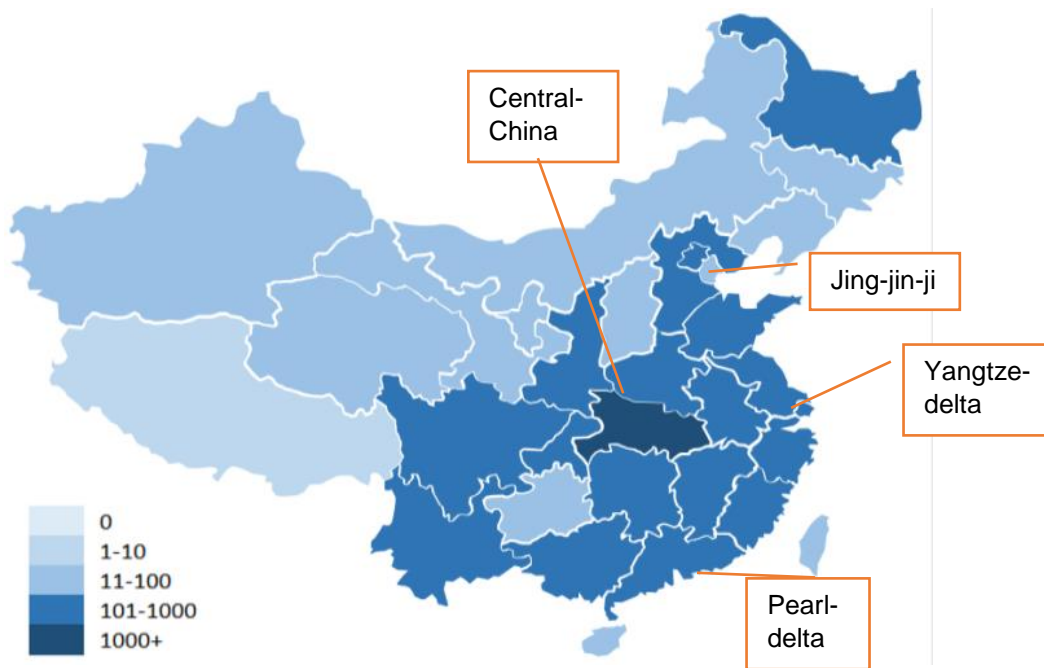 Central-
China
Jing-jin-ji
Yangtze-
delta
Pearl-
delta
0
1-10
11-100
101-1000
1000+